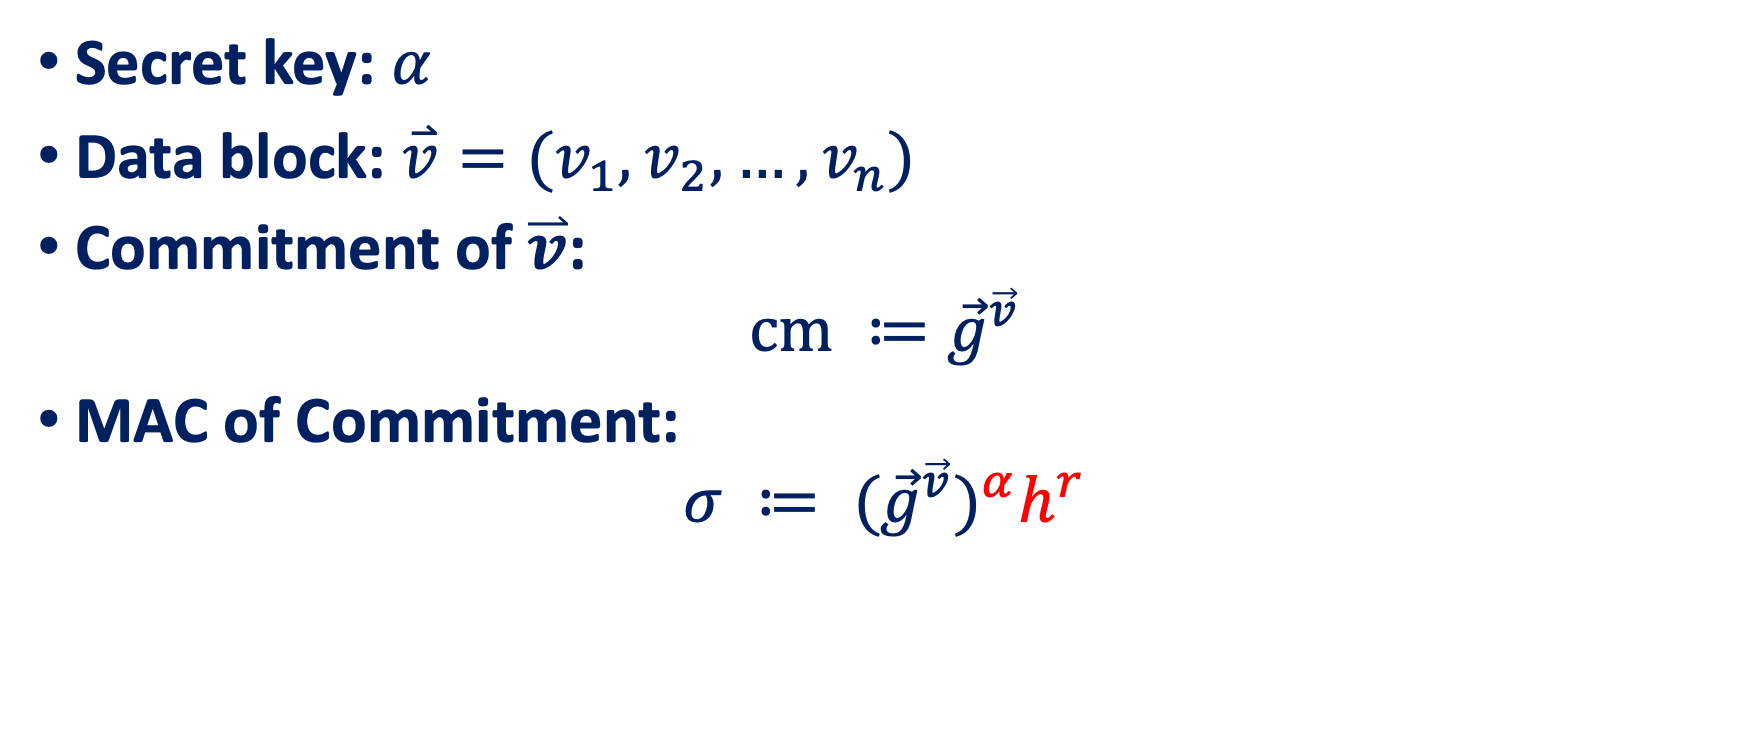 • Secret key: α
• Data block: v⃗ = (v₁, v₂, … , vₙ)
• Commitment of v⃗:
cm ≔ g⃗^v⃗
• MAC of Commitment:
σ ≔ (g⃗^v⃗)^α h^r